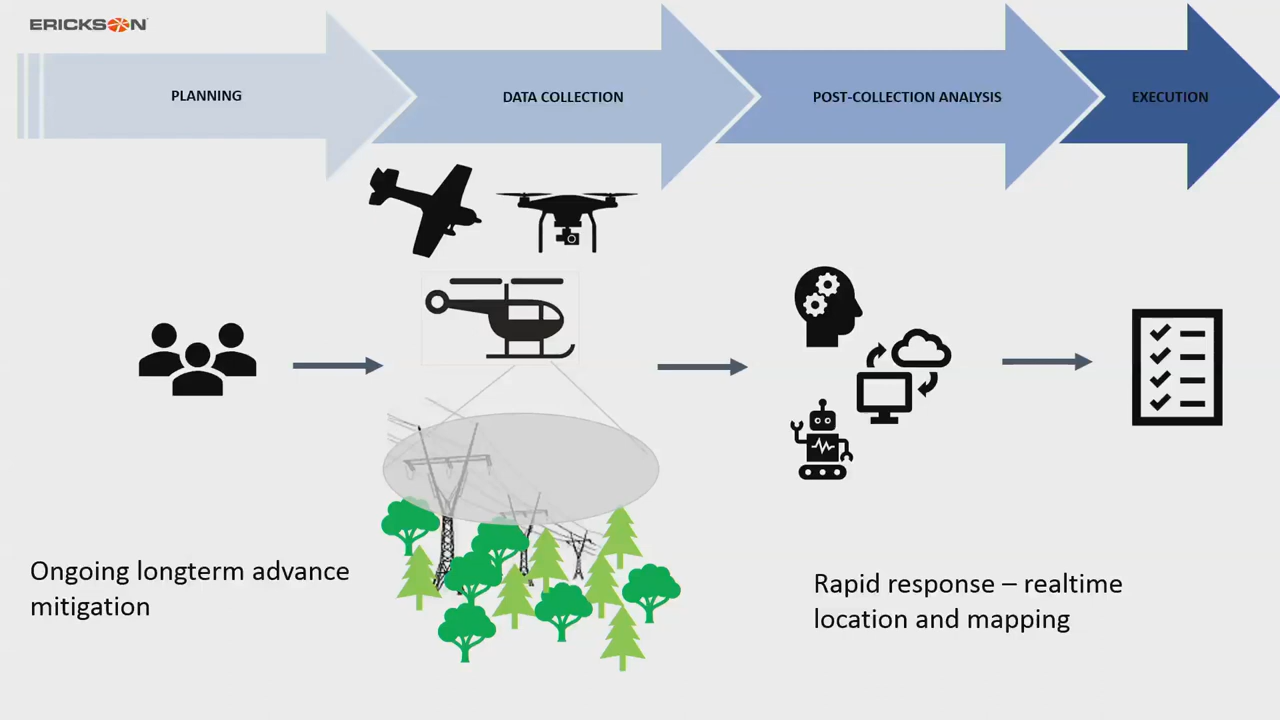 ERICKSON
PLANNING
DATA COLLECTION
POST-COLLECTION ANALYSIS
EXECUTION
Ongoing longterm advance
mitigation
Rapid response – realtime
location and mapping